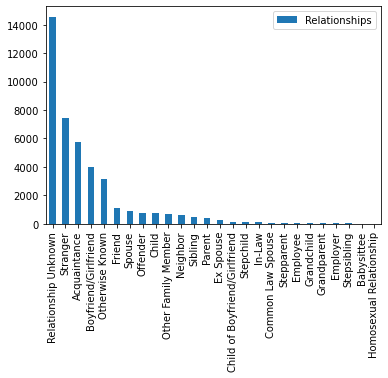 Relationships
14000
12000
10000
8000
6000
4000
2000
0
Relationship Unknown
Stranger
Acquaintance
Boyfriend/Girlfriend
Otherwise Known
Friend
Spouse
Offender
Child
Other Family Member
Neighbor
Sibling
Parent
Ex Spouse
Child of Boyfriend/Girlfriend
Stepchild
In-Law
Common Law Spouse
Stepparent
Employee
Grandchild
Grandparent
Employer
Stepsibling
Babysittee
Homosexual Relationship